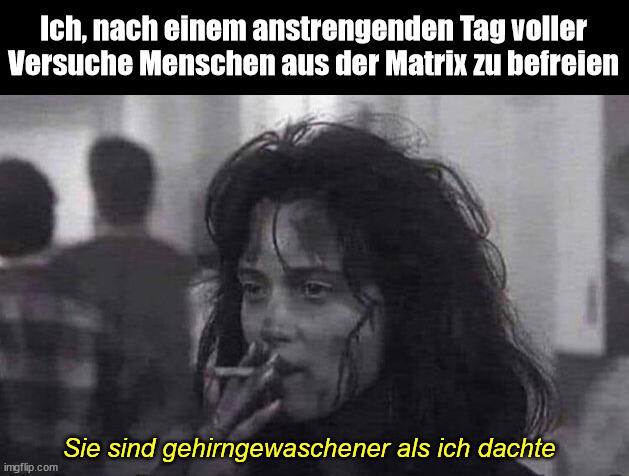 Ich, nach einem anstrengenden Tag voller
Versuche Menschen aus der Matrix zu befreien
Sie sind gehirngewaschener als ich dachte
imgflip.com